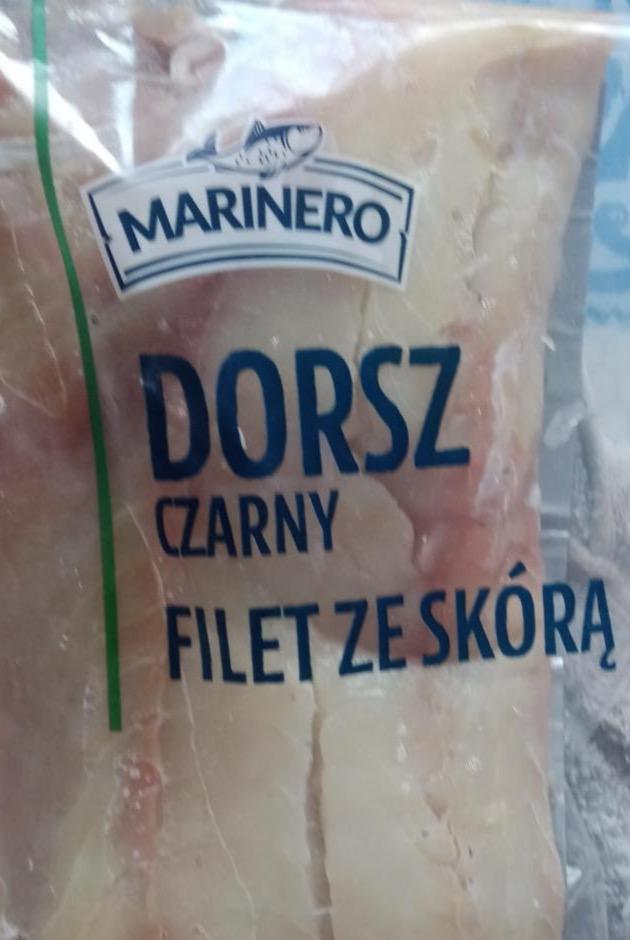 MARINERO
DORSZ
CZARNY
FILET ZE SKÓRĄ